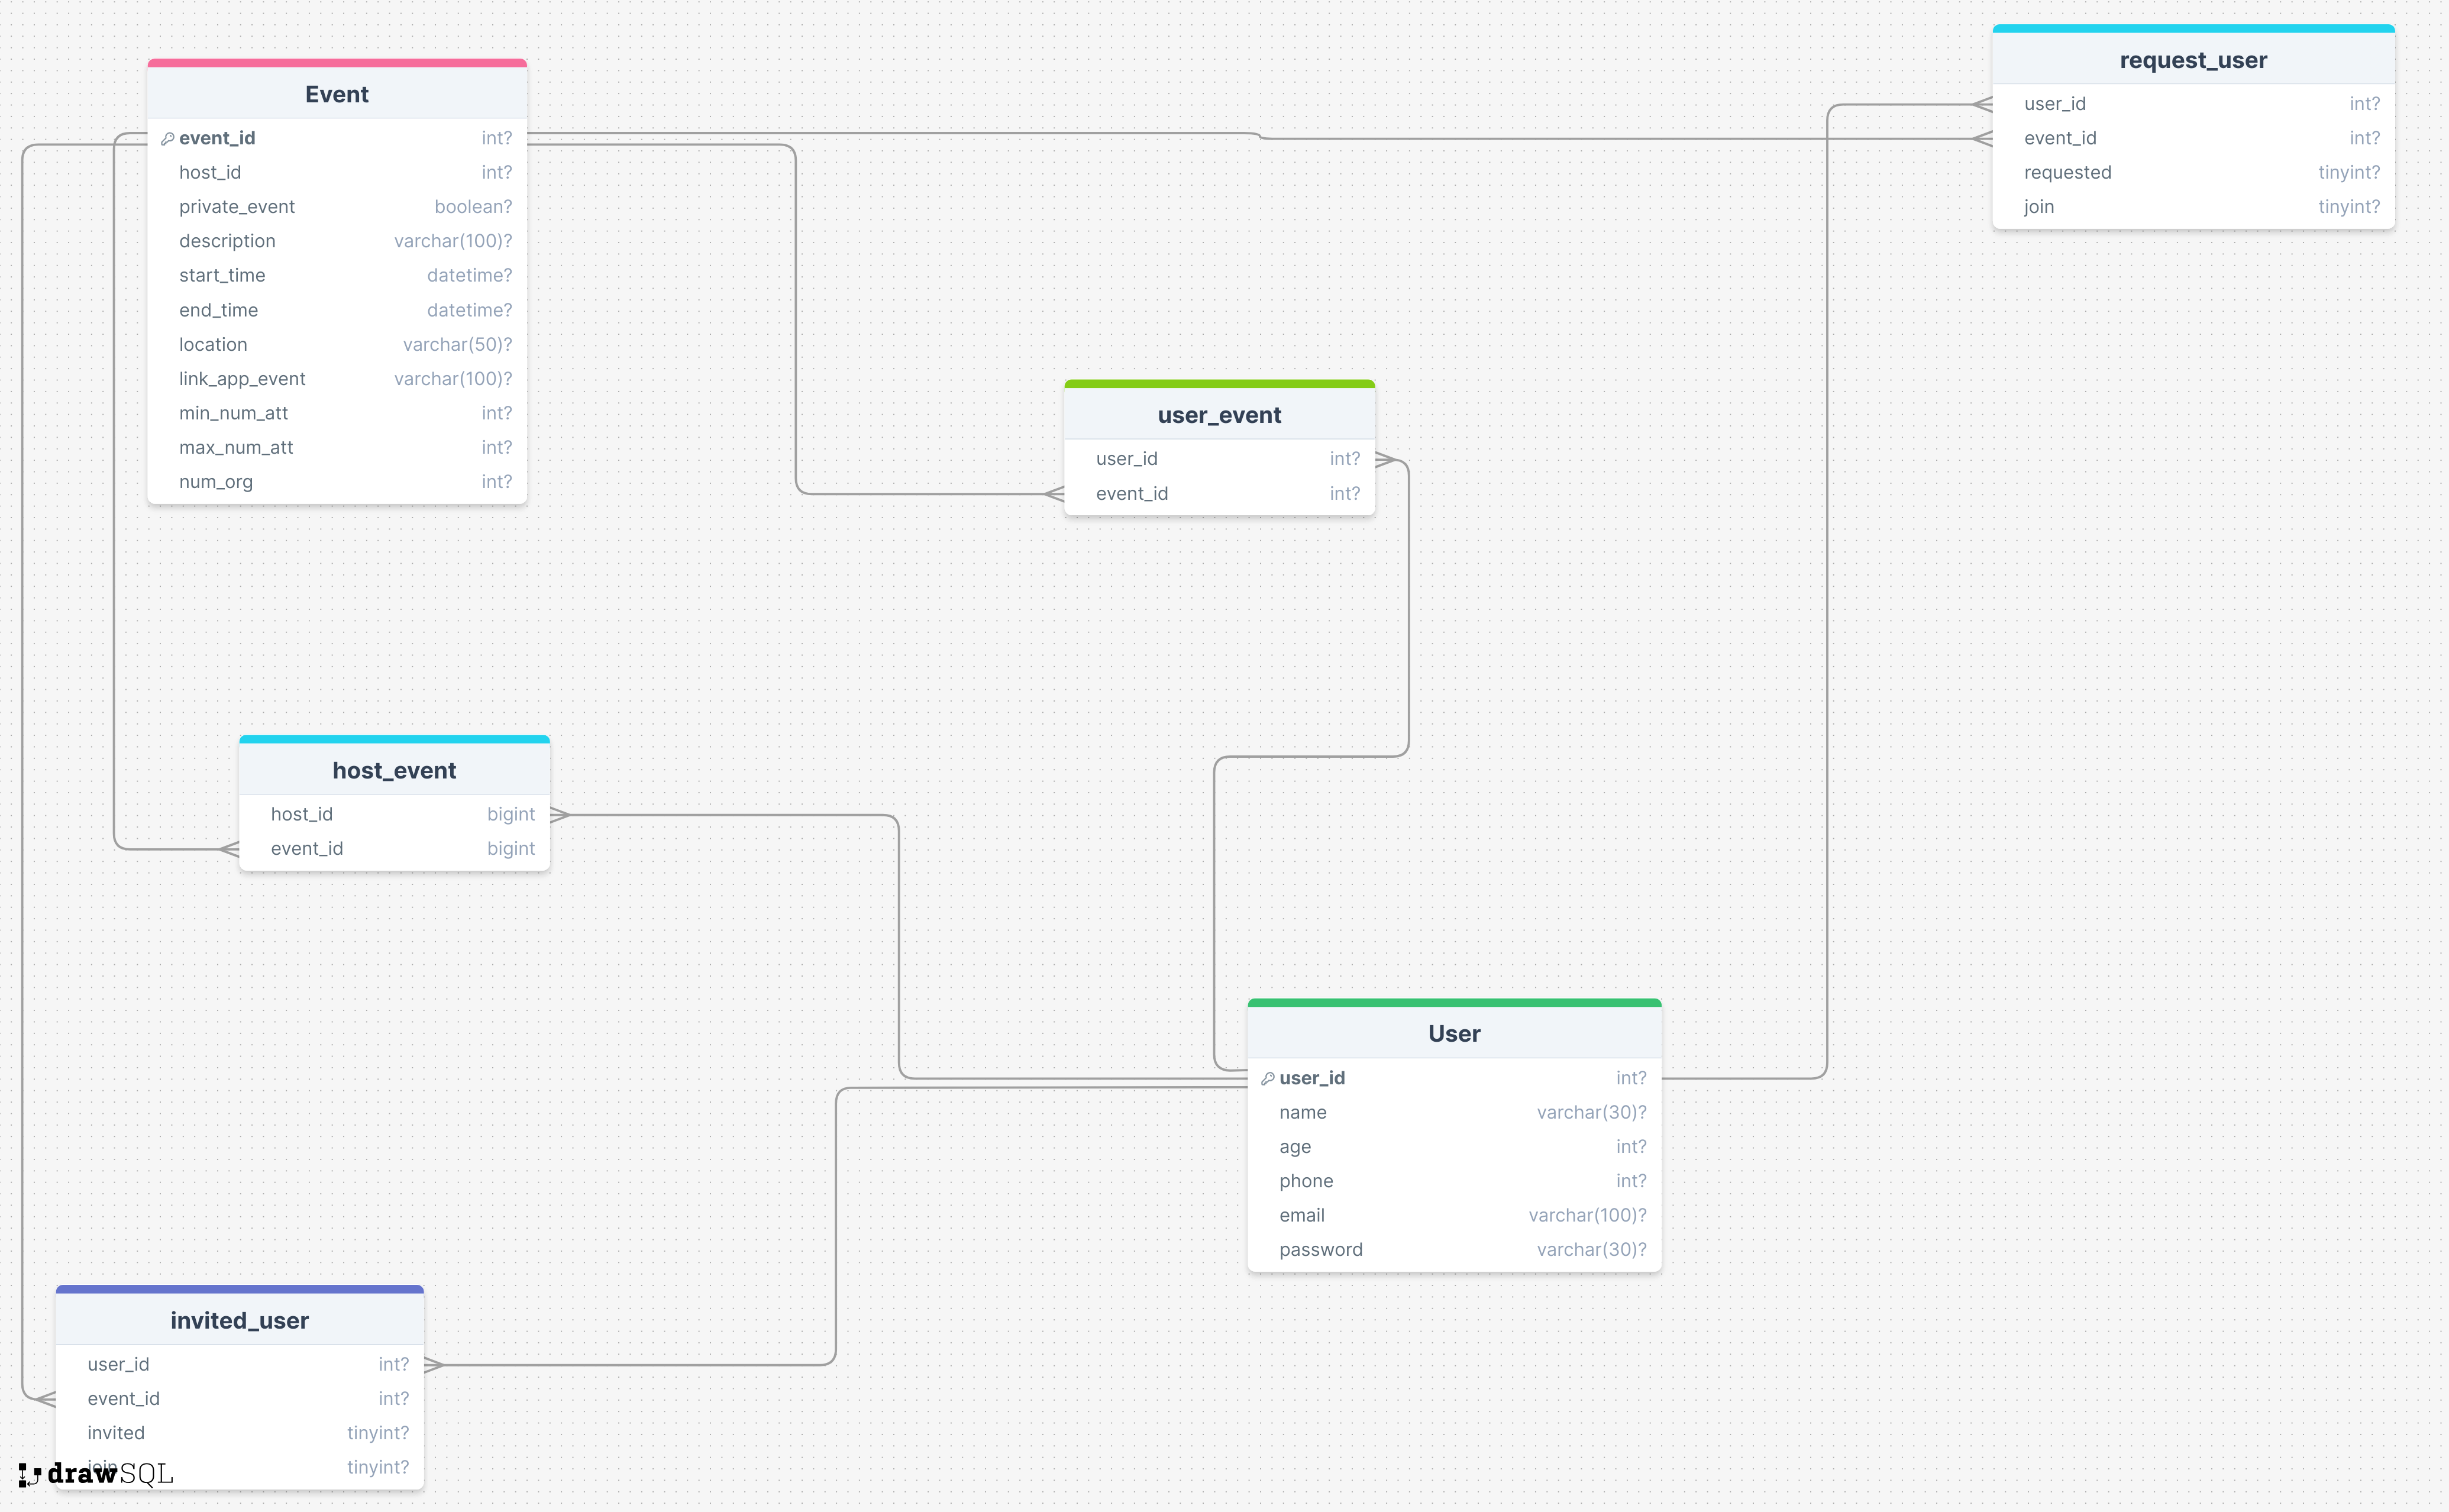 Event
event_id int?
host_id int?
private_event boolean?
description varchar(100)?
start_time datetime?
end_time datetime?
location varchar(50)?
link_app_event varchar(100)?
min_num_att int?
max_num_att int?
num_org int?
request_user
user_id int?
event_id int?
requested tinyint?
join tinyint?
user_event
user_id int?
event_id int?
host_event
host_id bigint
event_id bigint
User
user_id int?
name varchar(30)?
age int?
phone int?
email varchar(100)?
password varchar(30)?
invited_user
user_id int?
event_id int?
invited tinyint?
join tinyint?
drawSQL